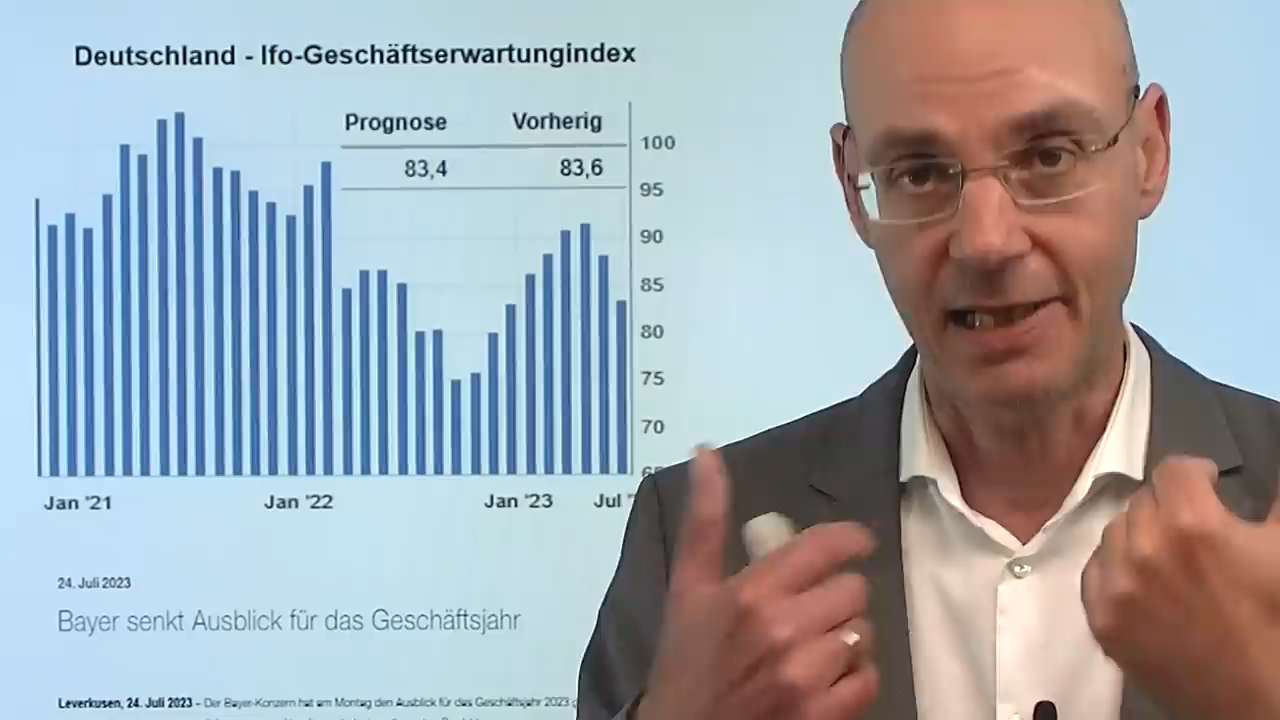 Deutschland - Ifo-Geschäftserwartungindex
Prognose Vorherig
83,4 83,6
100
95
90
85
80
75
70
65
Jan '21 Jan '22 Jan '23 Jul '
24. Juli 2023
Bayer senkt Ausblick für das Geschäftsjahr
Leverkusen, 24. Juli 2023 – Der Bayer-Konzern hat am Montag den Ausblick für das Geschäftsjahr 2023